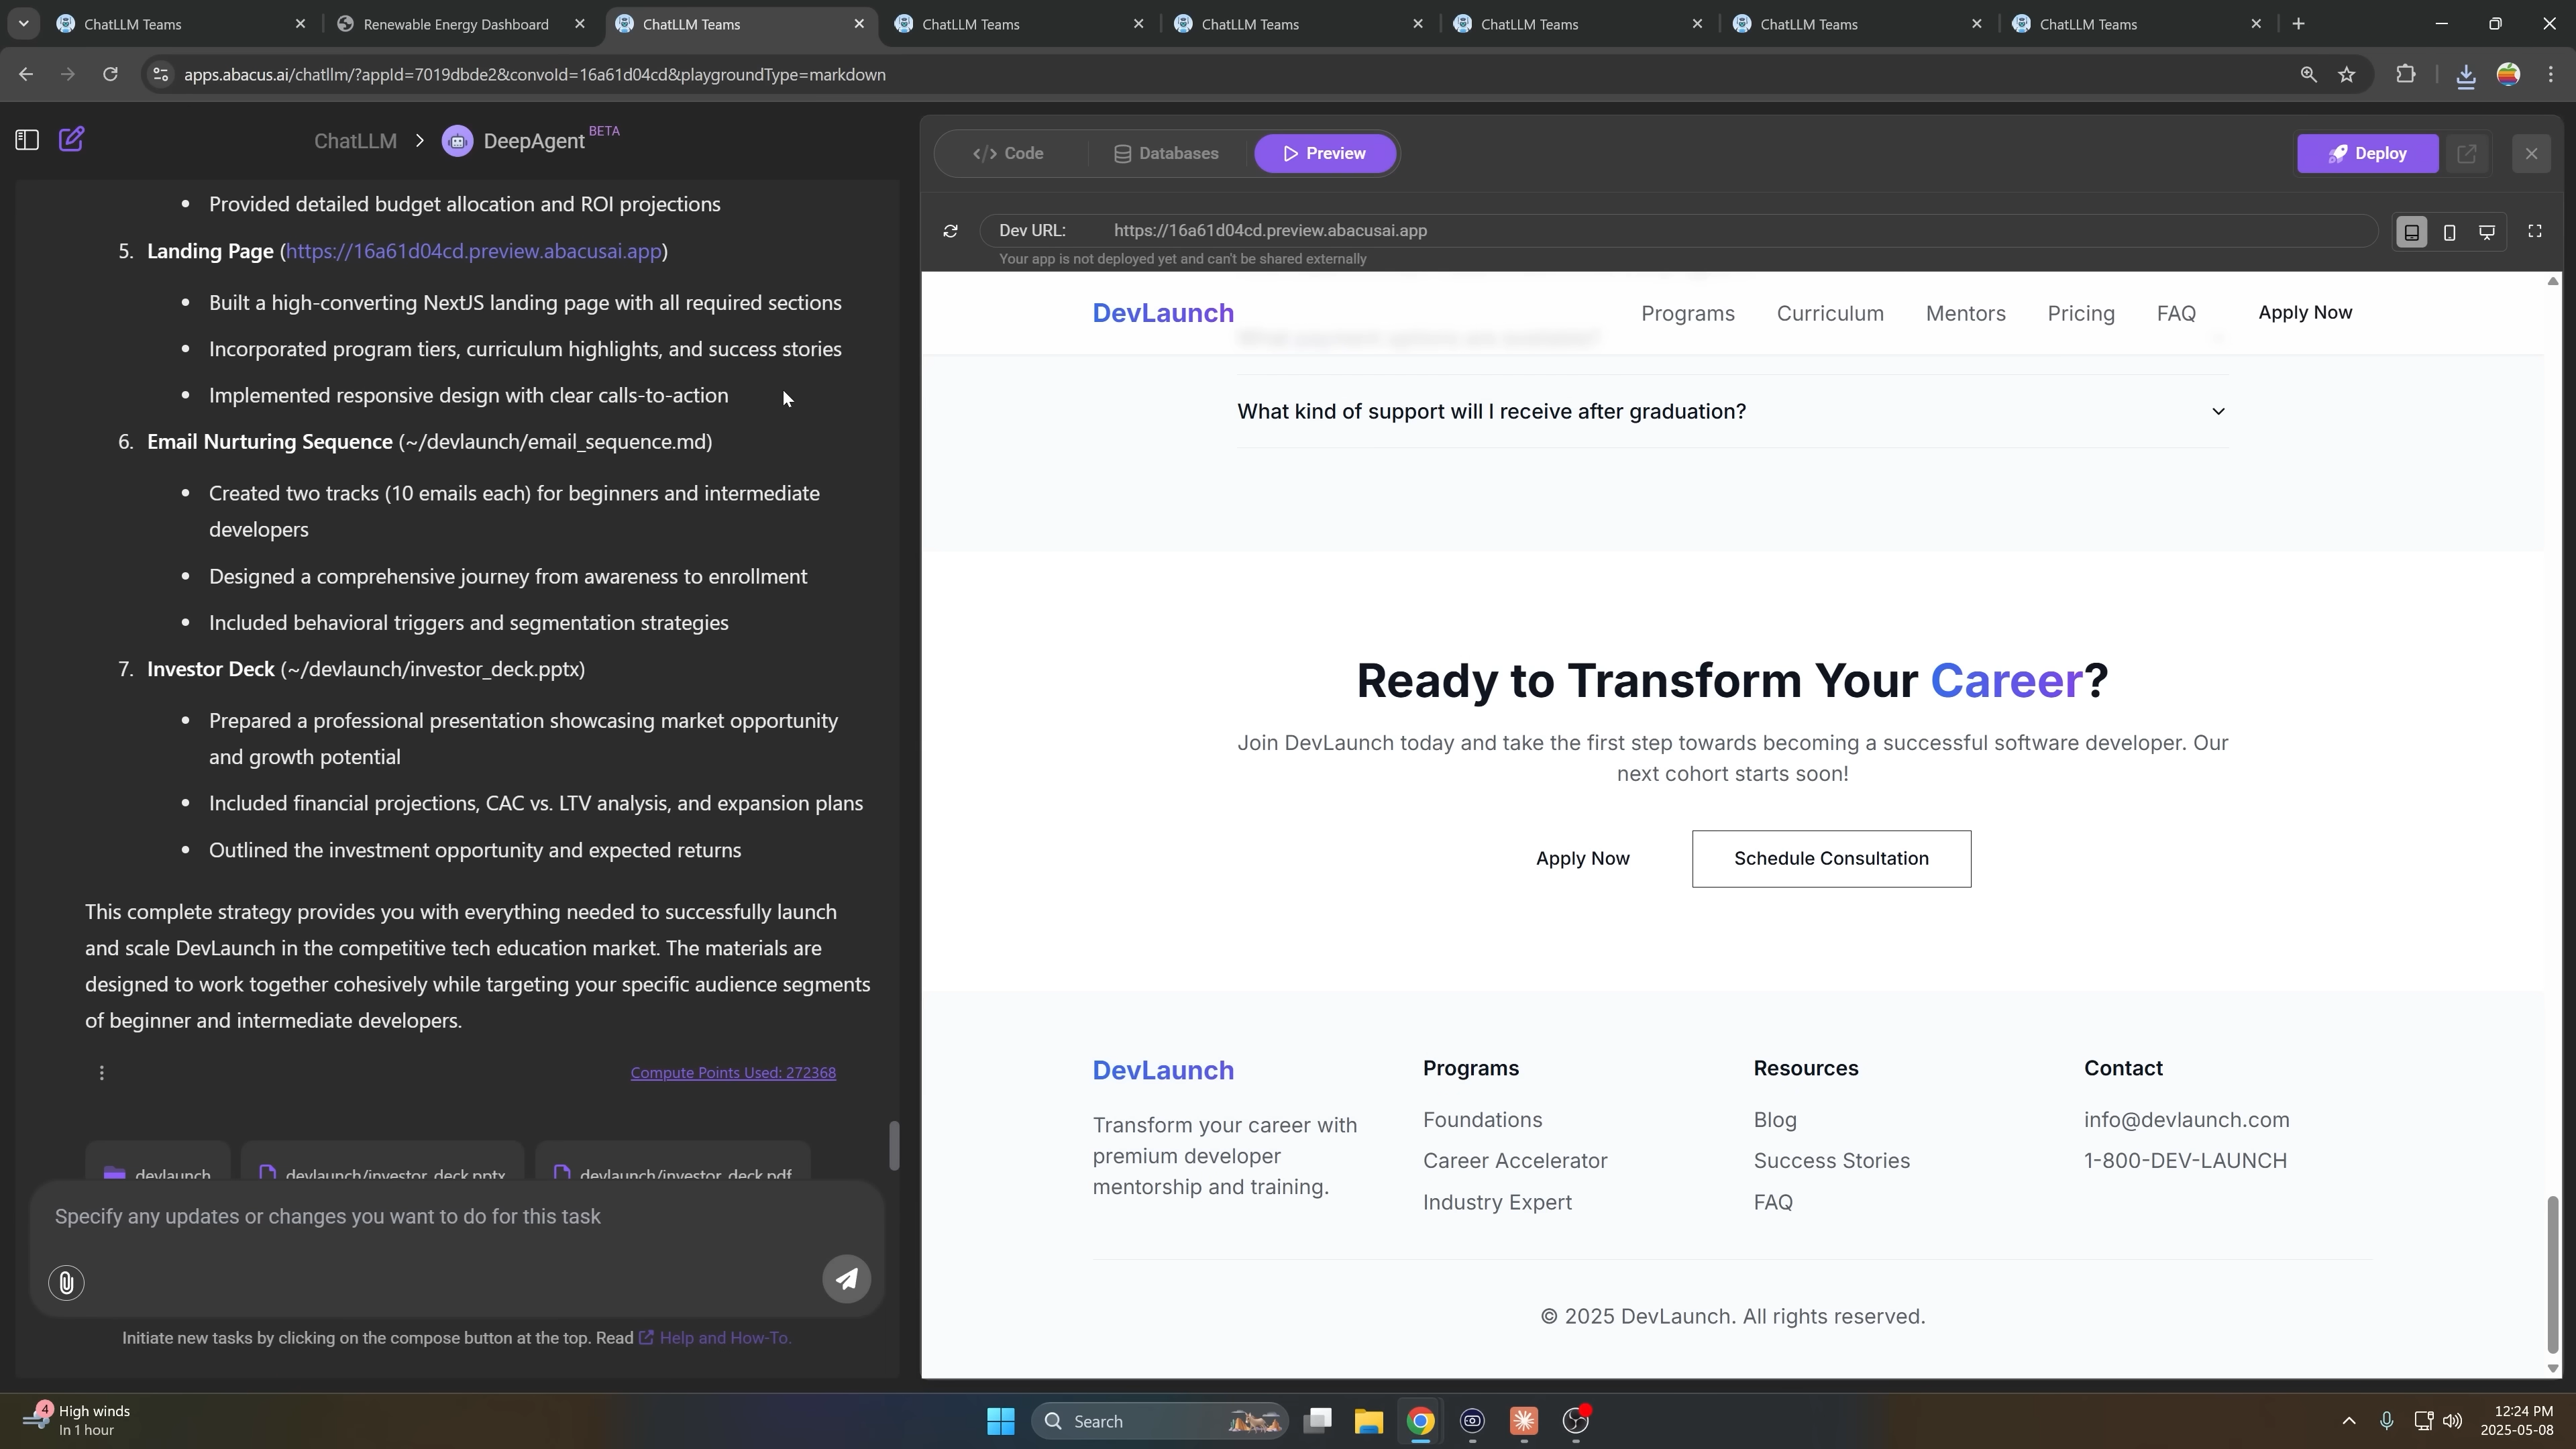 ChatLLM Teams
Renewable Energy Dashboard
ChatLLM Teams
ChatLLM Teams
ChatLLM Teams
ChatLLM Teams
ChatLLM Teams
ChatLLM Teams
apps.abacus.ai/chatllm/?appId=7019dbde2&convoId=16a61d04cd&playgroundType=markdown
ChatLLM > DeepAgent BETA
• Provided detailed budget allocation and ROI projections
5. Landing Page (https://16a61d04cd.preview.abacusai.app)
• Built a high-converting NextJS landing page with all required sections
• Incorporated program tiers, curriculum highlights, and success stories
• Implemented responsive design with clear calls-to-action
6. Email Nurturing Sequence (~/devlaunch/email_sequence.md)
• Created two tracks (10 emails each) for beginners and intermediate
developers
• Designed a comprehensive journey from awareness to enrollment
• Included behavioral triggers and segmentation strategies
7. Investor Deck (~/devlaunch/investor_deck.pptx)
• Prepared a professional presentation showcasing market opportunity
and growth potential
• Included financial projections, CAC vs. LTV analysis, and expansion plans
• Outlined the investment opportunity and expected returns
This complete strategy provides you with everything needed to successfully launch
and scale DevLaunch in the competitive tech education market. The materials are
designed to work together cohesively while targeting your specific audience segments
of beginner and intermediate developers.
Compute Points Used: 272368
devlaunch
devlaunch/investor_deck.pptx
devlaunch/investor_deck.pdf
Specify any updates or changes you want to do for this task
Initiate new tasks by clicking on the compose button at the top. Read Help and How-To.
Code
Databases
Preview
Deploy
Dev URL: https://16a61d04cd.preview.abacusai.app
Your app is not deployed yet and can't be shared externally
DevLaunch
Programs
Curriculum
Mentors
Pricing
FAQ
Apply Now
What payment options are available?
What kind of support will I receive after graduation?
Ready to Transform Your Career?
Join DevLaunch today and take the first step towards becoming a successful software developer. Our
next cohort starts soon!
Apply Now
Schedule Consultation
DevLaunch
Transform your career with
premium developer
mentorship and training.
Programs
Foundations
Career Accelerator
Industry Expert
Resources
Blog
Success Stories
FAQ
Contact
info@devlaunch.com
1-800-DEV-LAUNCH
© 2025 DevLaunch. All rights reserved.
4
High winds
In 1 hour
Search
12:24 PM
2025-05-08